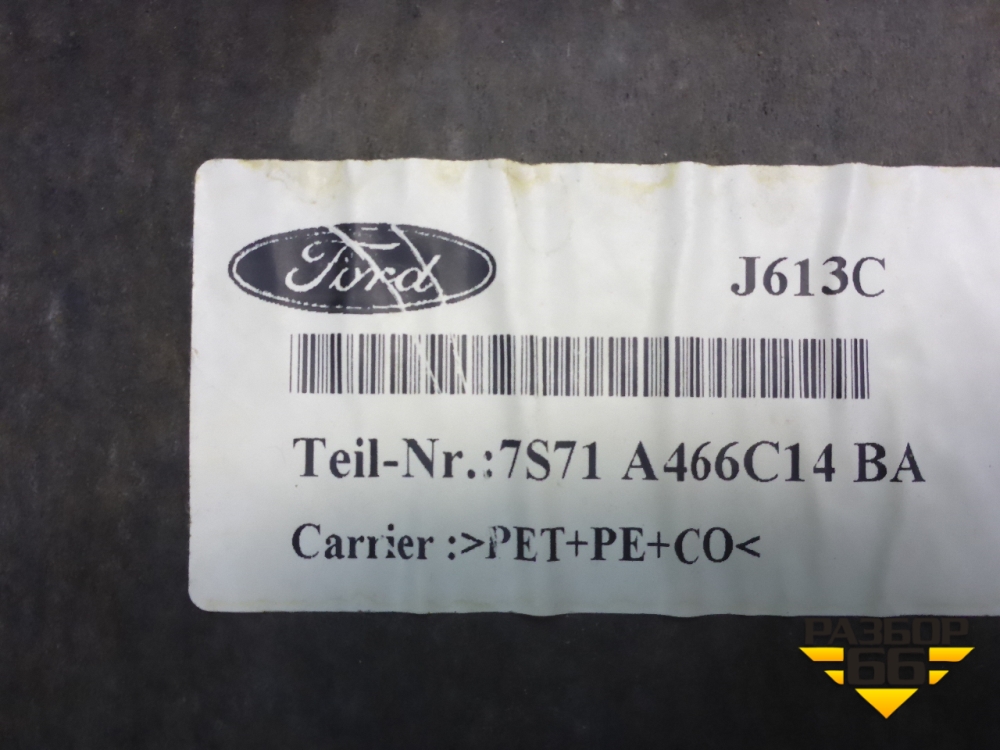 Ford
J613C
Teil-Nr.:7S71 A466C14 BA
Carrier :>PET+PE+CO<
РАЗБОР
66